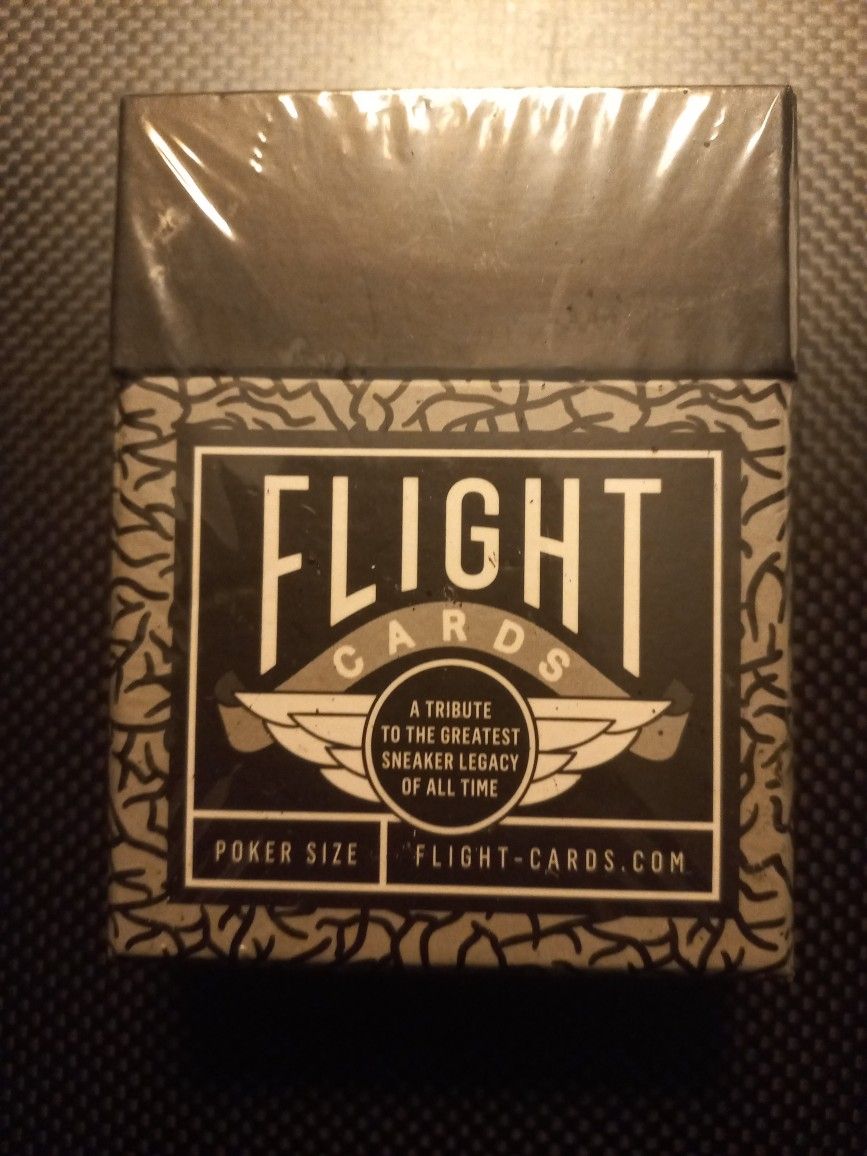 FLIGHT
CARDS
A TRIBUTE
TO THE GREATEST
SNEAKER LEGACY
OF ALL TIME
POKER SIZE
FLIGHT-CARDS.COM